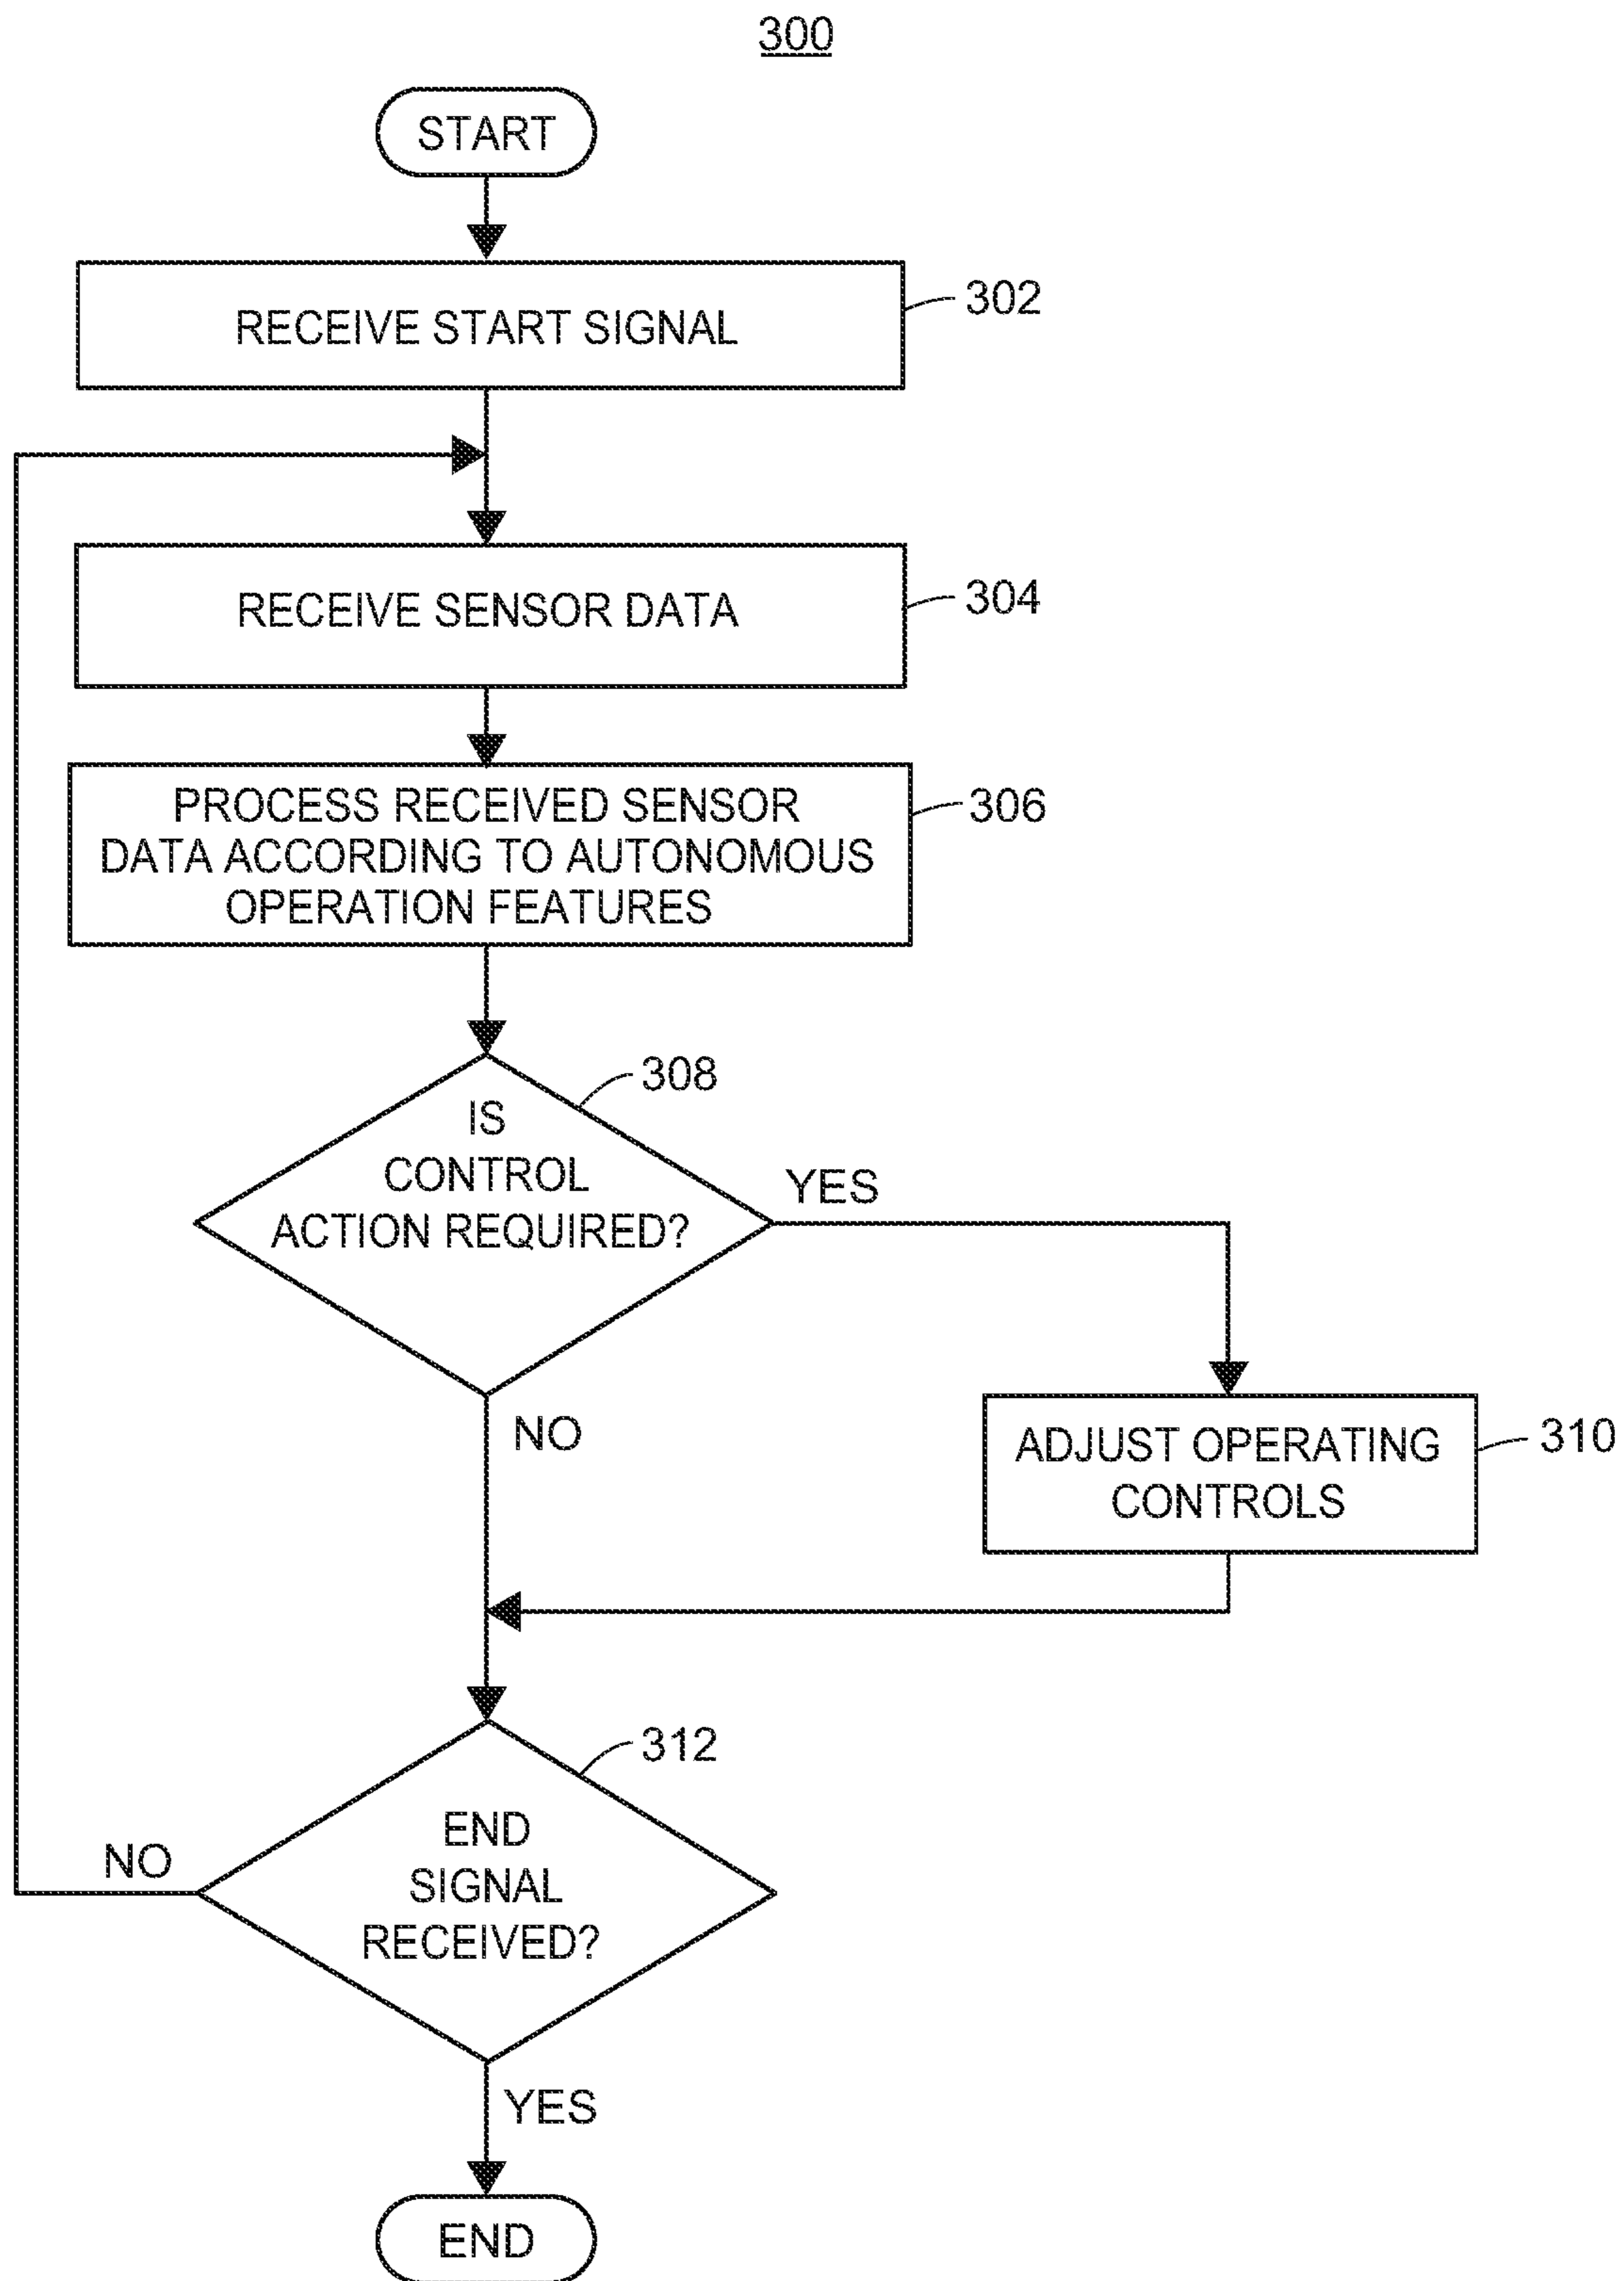 300
START
RECEIVE START SIGNAL
302
RECEIVE SENSOR DATA
304
PROCESS RECEIVED SENSOR
DATA ACCORDING TO AUTONOMOUS
OPERATION FEATURES
306
308
IS
CONTROL
ACTION REQUIRED?
YES
NO
ADJUST OPERATING
CONTROLS
310
312
END
SIGNAL
RECEIVED?
NO
YES
END